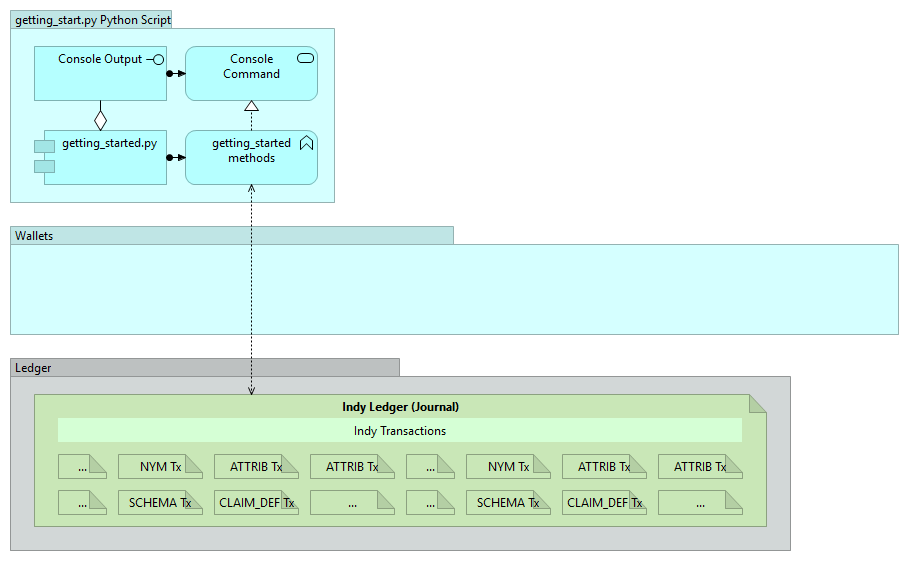 getting_start.py Python Script
Console Output
Console
Command
getting_started.py
getting_started
methods
Wallets
Ledger
Indy Ledger (Journal)
Indy Transactions
...
NYM Tx
ATTRIB Tx
ATTRIB Tx
...
NYM Tx
ATTRIB Tx
ATTRIB Tx
...
SCHEMA Tx
CLAIM_DEF Tx
...
...
SCHEMA Tx
CLAIM_DEF Tx
...